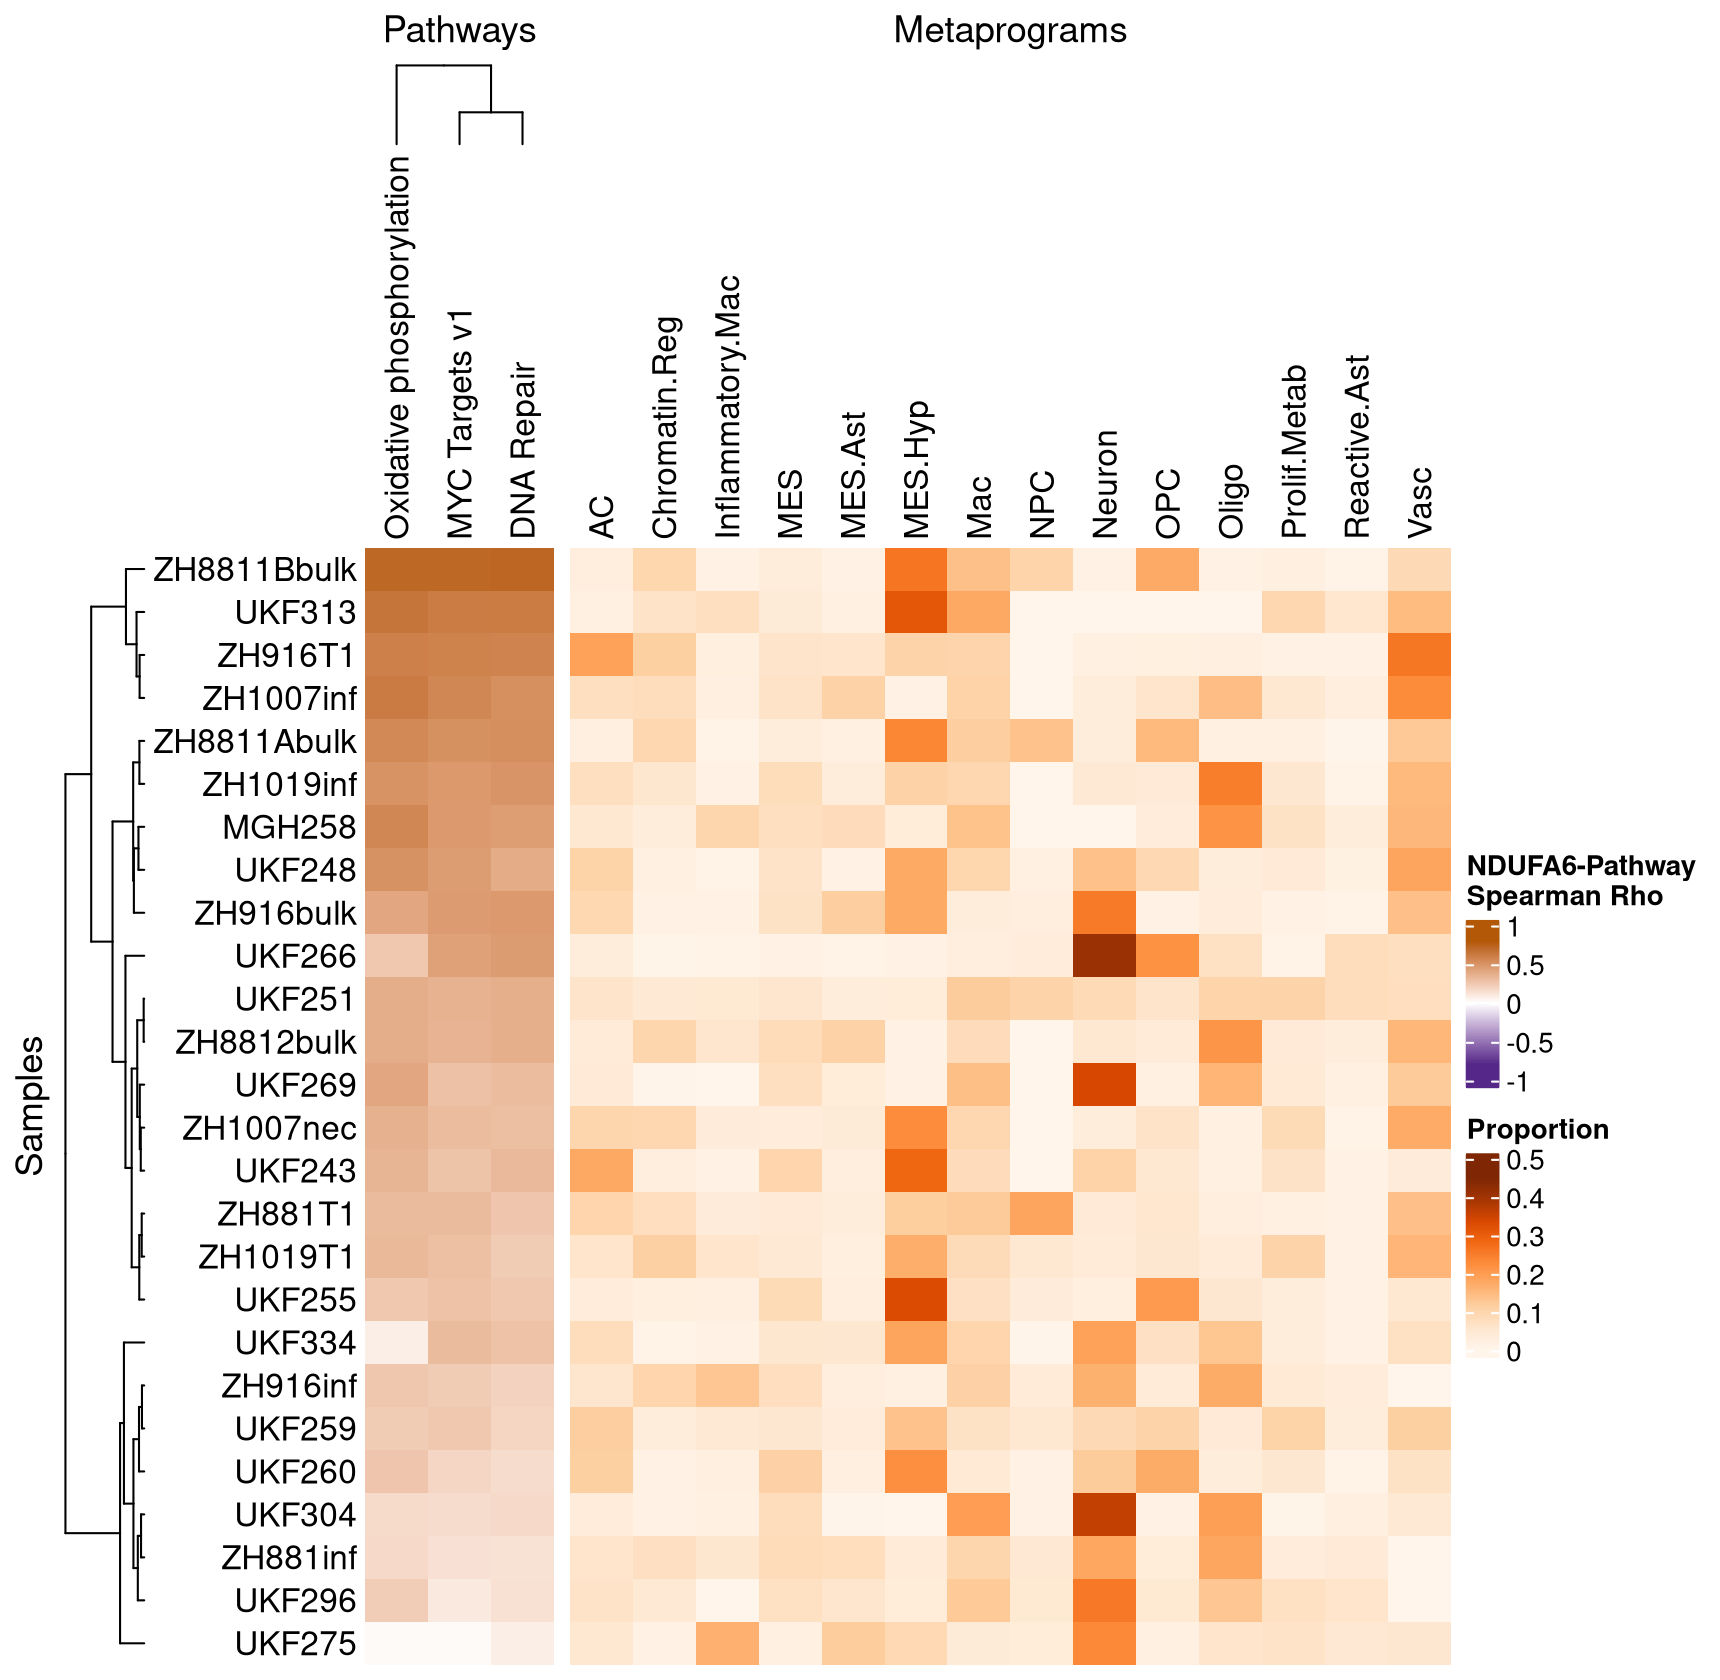 Pathways
Metaprograms
Oxidative phosphorylation
MYC Targets v1
DNA Repair
AC
Chromatin.Reg
Inflammatory.Mac
MES
MES.Ast
MES.Hyp
Mac
NPC
Neuron
OPC
Oligo
Prolif.Metab
Reactive.Ast
Vasc
Samples
ZH8811Bbulk
UKF313
ZH916T1
ZH1007inf
ZH8811Abulk
ZH1019inf
MGH258
UKF248
ZH916bulk
UKF266
UKF251
ZH8812bulk
UKF269
ZH1007nec
UKF243
ZH881T1
ZH1019T1
UKF255
UKF334
ZH916inf
UKF259
UKF260
UKF304
ZH881inf
UKF296
UKF275
NDUFA6-Pathway
Spearman Rho
1
0.5
0
-0.5
-1
Proportion
0.5
0.4
0.3
0.2
0.1
0